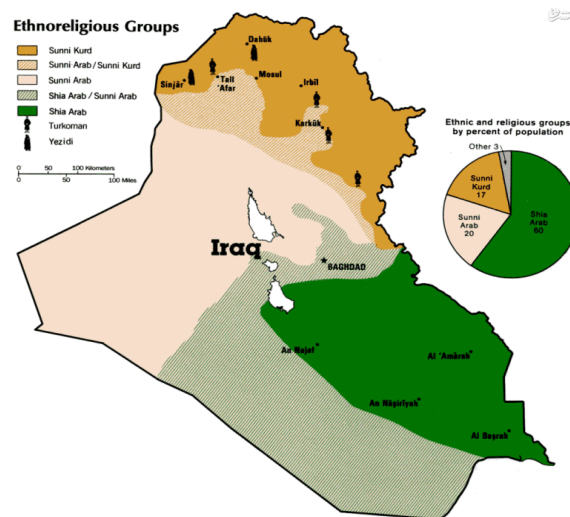 Ethnoreligious Groups
Sunni Kurd
Sunni Arab/Sunni Kurd
Sunni Arab
Shia Arab/Sunni Arab
Shia Arab
Turkoman
Yezidi
0 50 100 Kilometers
0 50 100 Miles
Dahūk
Sinjār
Tall
'Afar
Mosul
Irbīl
Karkūk
Iraq
BAGHDAD
An Najaf
Al 'Amārah
An Nāşirīyah
Al Başrah
Ethnic and religious groups
by percent of population
Other 3
Sunni
Kurd
17
Sunni
Arab
20
Shia
Arab
60